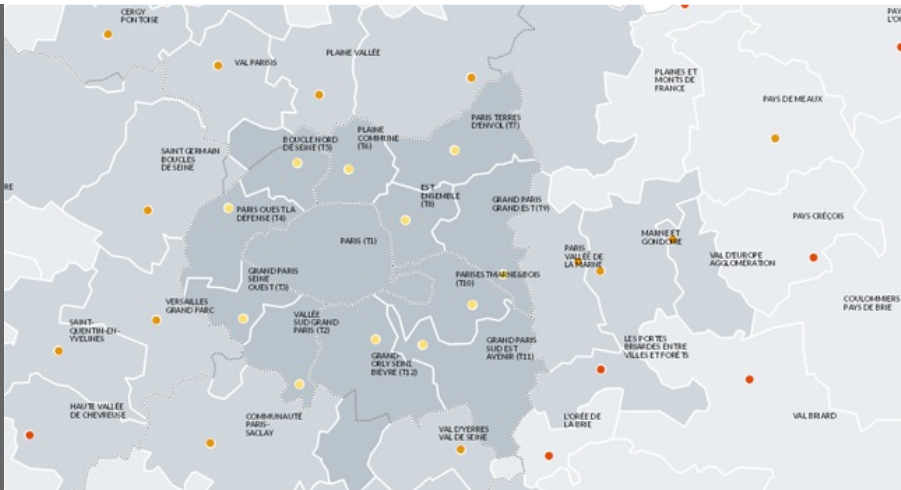 CERGY
PONTOISE
VAL PARISIS
PLAINE VALLÉE
PLAINES ET
MONTS DE
FRANCE
PAYS DE MEAUX
PARIS TERRES
D'ENVOL (T7)
BOUCLE NORD
DE SEINE (T5)
PLAINE
COMMUNE
(T6)
SAINT GERMAIN
BOUCLES
DE SEINE
EST
ENSEMBLE
(T8)
GRAND PARIS
GRAND EST (T9)
PARIS OUEST LA
DÉFENSE (T4)
PARIS (T1)
PAYS CRÉÇOIS
MARNE ET
GONDOIRE
PARIS
VALLÉE DE
LA MARNE
VAL D'EUROPE
AGGLOMÉRATION
GRAND PARIS
SEINE
OUEST (T3)
PARISESTMARNE&BOIS
(T10)
VERSAILLES
GRAND PARC
VALLÉE
SUD GRAND
PARIS (T2)
COULOMMIERS
PAYS DE BRIE
SAINT-
QUENTIN-EN-
YVELINES
GRAND-
ORLY SEINE
BIÈVRE (T12)
GRAND PARIS
SUD EST
AVENIR (T11)
LES PORTES
BRIARDES ENTRE
VILLES ET FORÊTS
HAUTE VALLÉE
DE CHEVREUSE
COMMUNAUTÉ
PARIS-
SACLAY
VAL D'YERRES
VAL DE SEINE
L'ORÉE DE
LA BRIE
VAL BRIARD